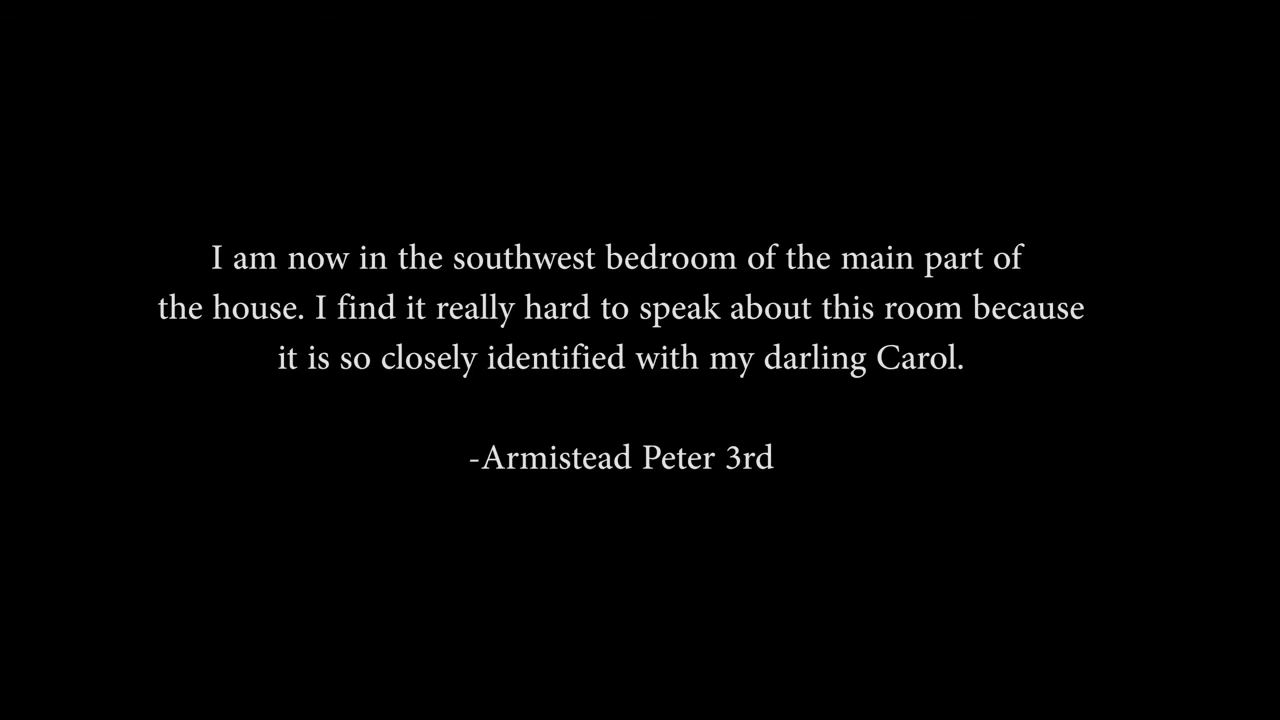 I am now in the southwest bedroom of the main part of
the house. I find it really hard to speak about this room because
it is so closely identified with my darling Carol.
-Armistead Peter 3rd